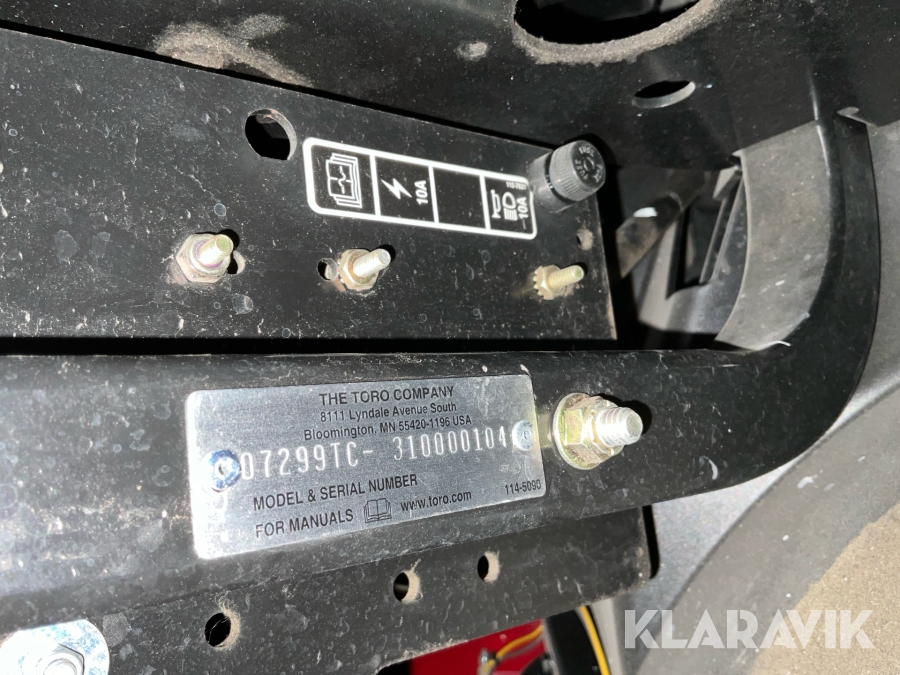 10A
10A
THE TORO COMPANY
8111 Lyndale Avenue South
Bloomington, MN 55420-1196 USA
07299TC- 310000104
MODEL & SERIAL NUMBER
114-5090
FOR MANUALS www.toro.com
KLARAVIK